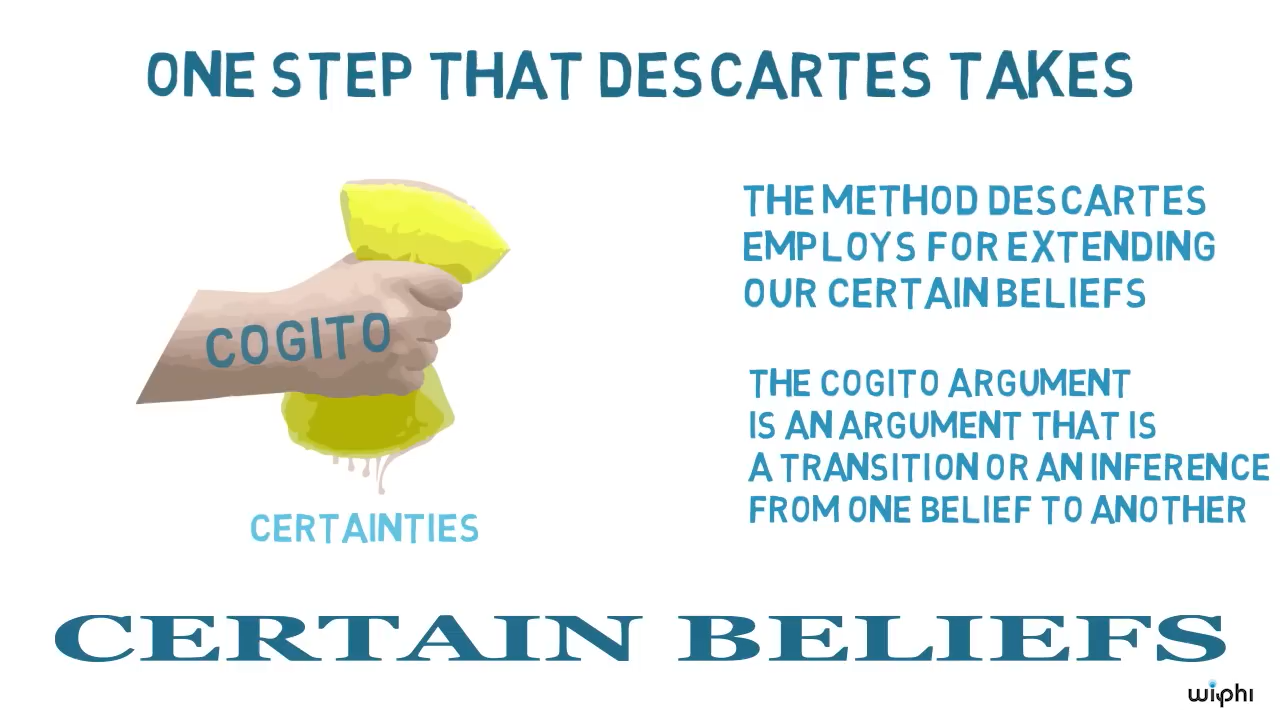 ONE STEP THAT DESCARTES TAKES
THE METHOD DESCARTES
EMPLOYS FOR EXTENDING
OUR CERTAIN BELIEFS
COGITO
THE COGITO ARGUMENT
IS AN ARGUMENT THAT IS
A TRANSITION OR AN INFERENCE
FROM ONE BELIEF TO ANOTHER
CERTAINTIES
CERTAIN BELIEFS
wiphi